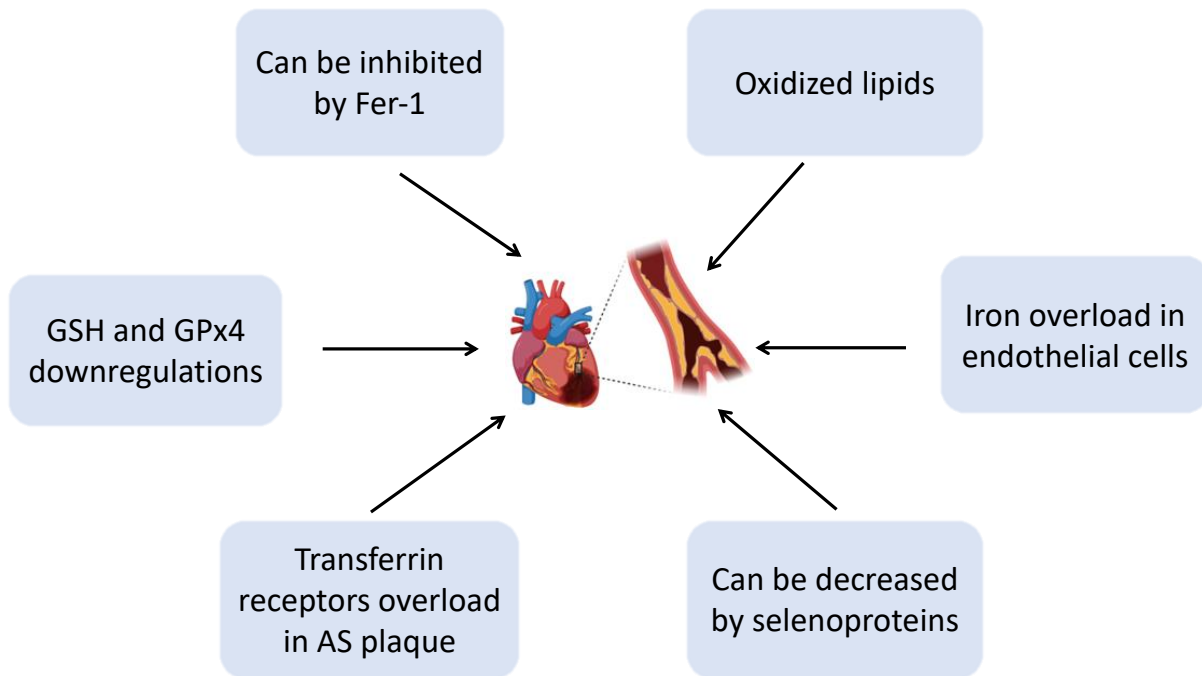 Can be inhibited
by Fer-1
Oxidized lipids
GSH and GPx4
downregulations
Iron overload in
endothelial cells
Transferrin
receptors overload
in AS plaque
Can be decreased
by selenoproteins